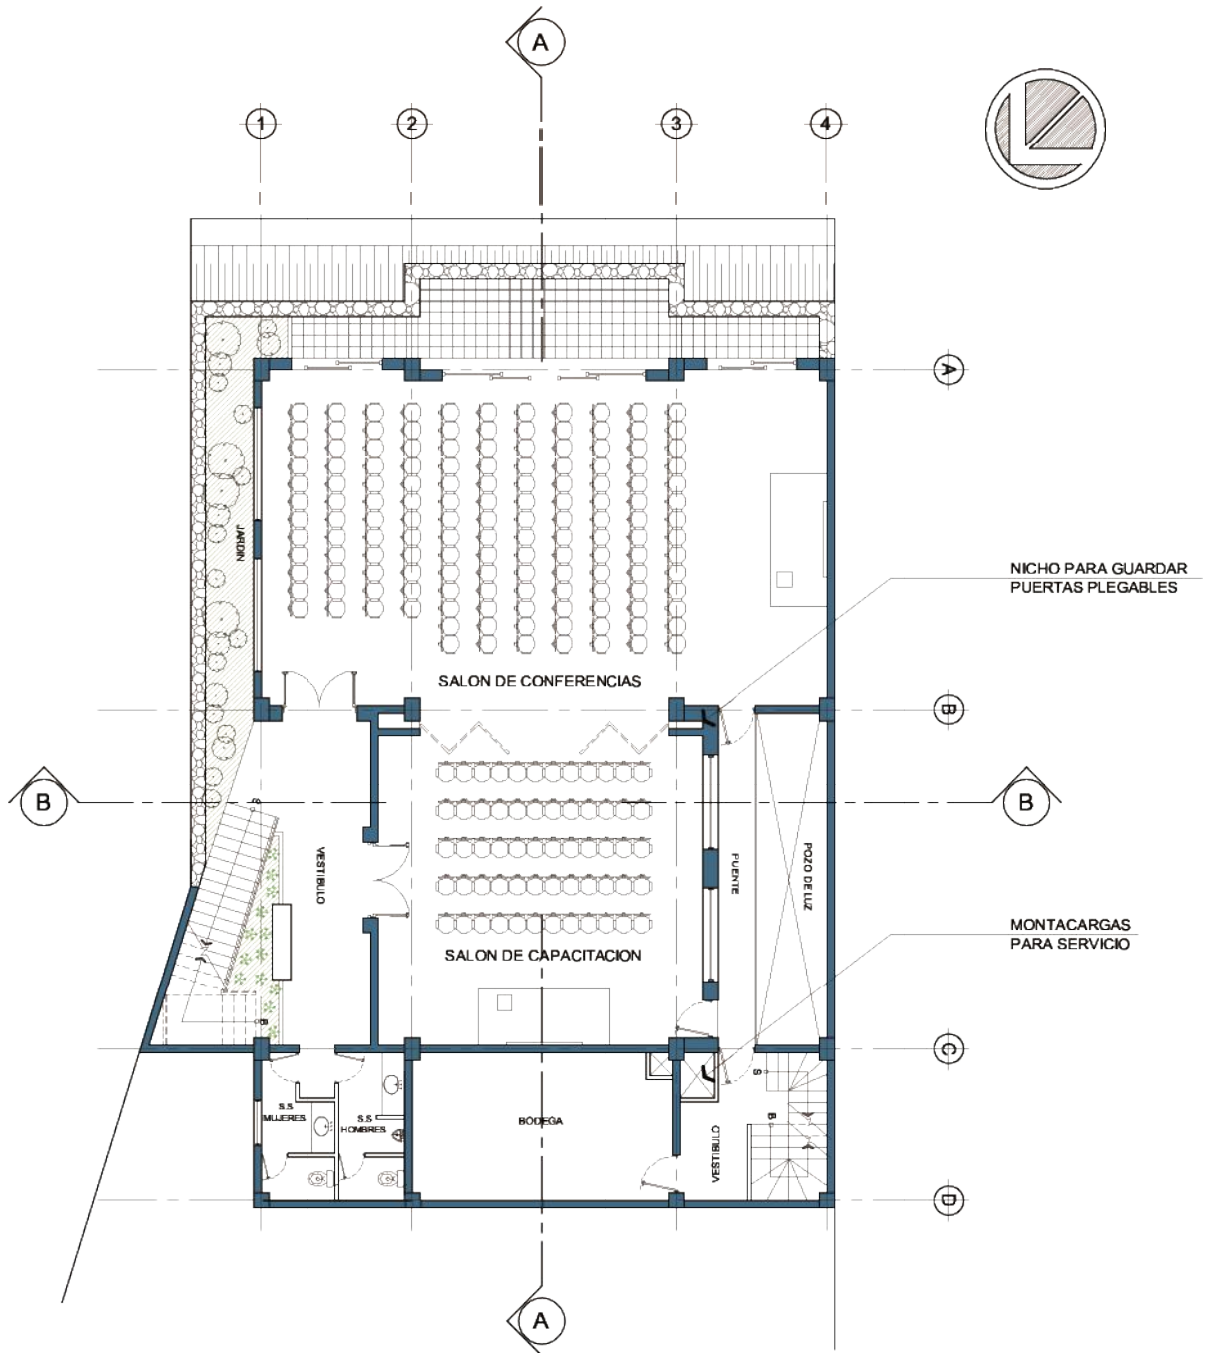 A
1
2
3
4
A
JARDIN
NICHO PARA GUARDAR
PUERTAS PLEGABLES
SALON DE CONFERENCIAS
B
B
B
S
VESTIBULO
PUENTE
POZO DE LUZ
MONTACARGAS
PARA SERVICIO
SALON DE CAPACITACION
B
C
S
B
S.S
MUJERES
S.S
HOMBRES
BODEGA
VESTIBULO
D
A